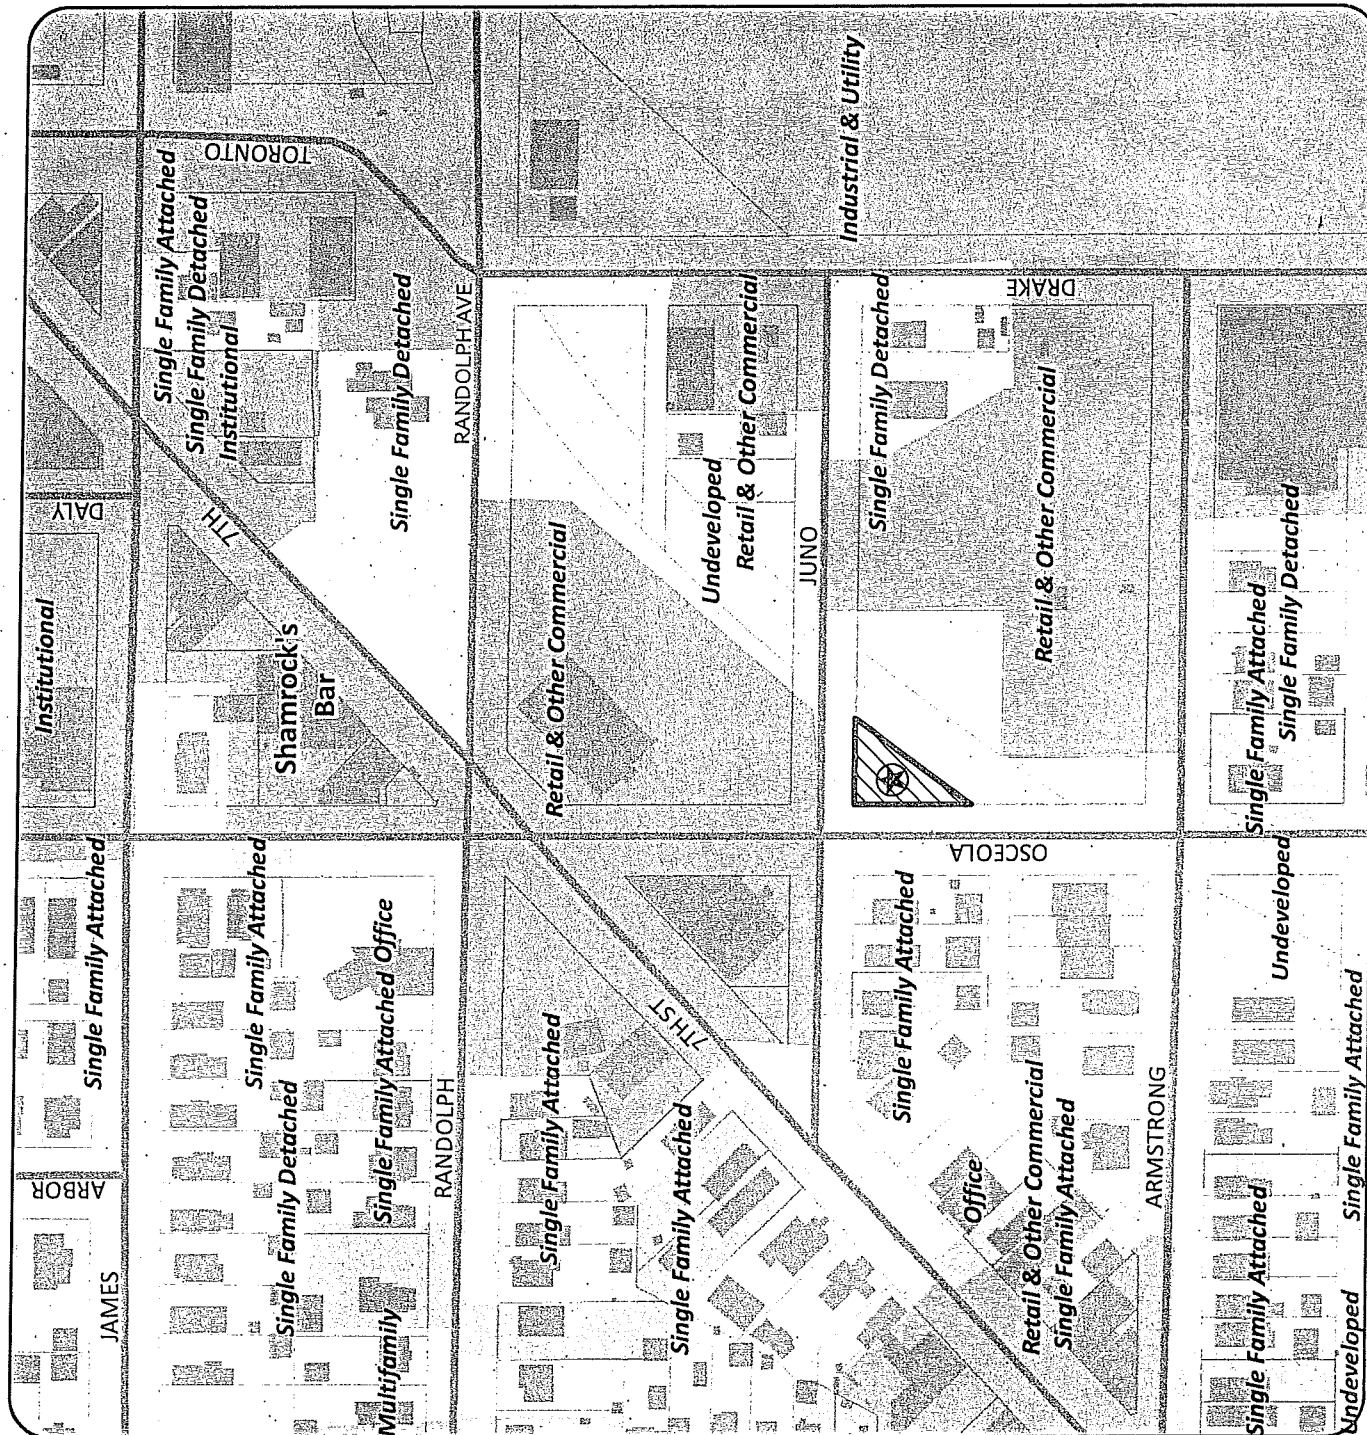 Industrial & Utility
TORONTO
Single Family Attached
Single Family Detached
Institutional
Single Family Detached
RANDOLPH AVE
DRAKE
Undeveloped
Retail & Other Commercial
Single Family Detached
DALY
7TH
Retail & Other Commercial
JUNO
Retail & Other Commercial
Institutional
Shamrock's
Bar
Single Family Attached
Single Family Detached
OSCEOLA
Single Family Attached
Single Family Attached
Single Family Attached Office
7TH ST
Single Family Attached
Undeveloped
ARBOR
JAMES
Single Family Detached
Single Family Attached
RANDOLPH
Single Family Attached
Single Family Attached
Office
Retail & Other Commercial
Single Family Attached
ARMSTRONG
Single Family Attached
Multifamily
Single Family Attached
Undeveloped